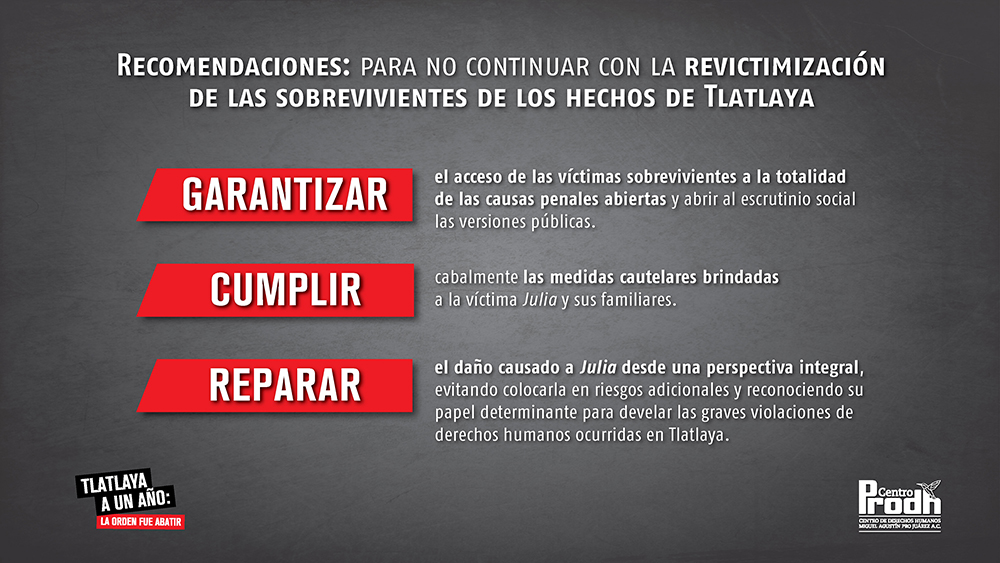 RECOMENDACIONES: PARA NO CONTINUAR CON LA REVICTIMIZACIÓN
DE LAS SOBREVIVIENTES DE LOS HECHOS DE TLATLAYA
GARANTIZAR
el acceso de las víctimas sobrevivientes a la totalidad
de las causas penales abiertas y abrir al escrutinio social
las versiones públicas.
CUMPLIR
cabalmente las medidas cautelares brindadas
a la víctima Julia y sus familiares.
REPARAR
el daño causado a Julia desde una perspectiva integral,
evitando colocarla en riesgos adicionales y reconociendo su
papel determinante para develar las graves violaciones de
derechos humanos ocurridas en Tlatlaya.
TLATLAYA
A UN AÑO:
LA ORDEN FUE ABATIR
Centro
Prodh
CENTRO DE DERECHOS HUMANOS
MIGUEL AGUSTÍN PRO JUÁREZ A.C.